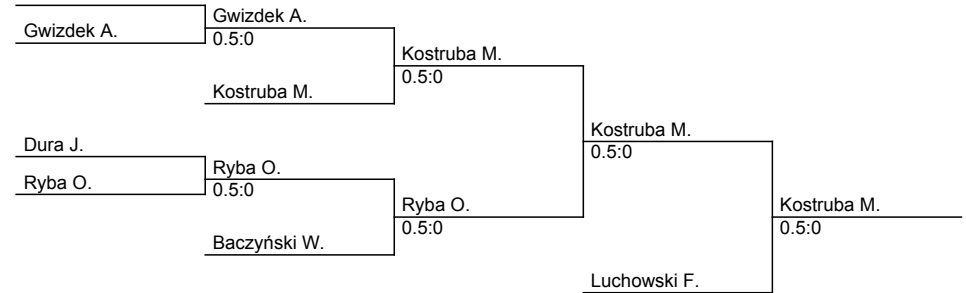 Gwizdek A.
Gwizdek A.
0.5:0
Kostruba M.
0.5:0
Kostruba M.
Kostruba M.
0.5:0
Dura J.
Ryba O.
0.5:0
Ryba O.
Ryba O.
0.5:0
Kostruba M.
0.5:0
Baczyński W.
Luchowski F.